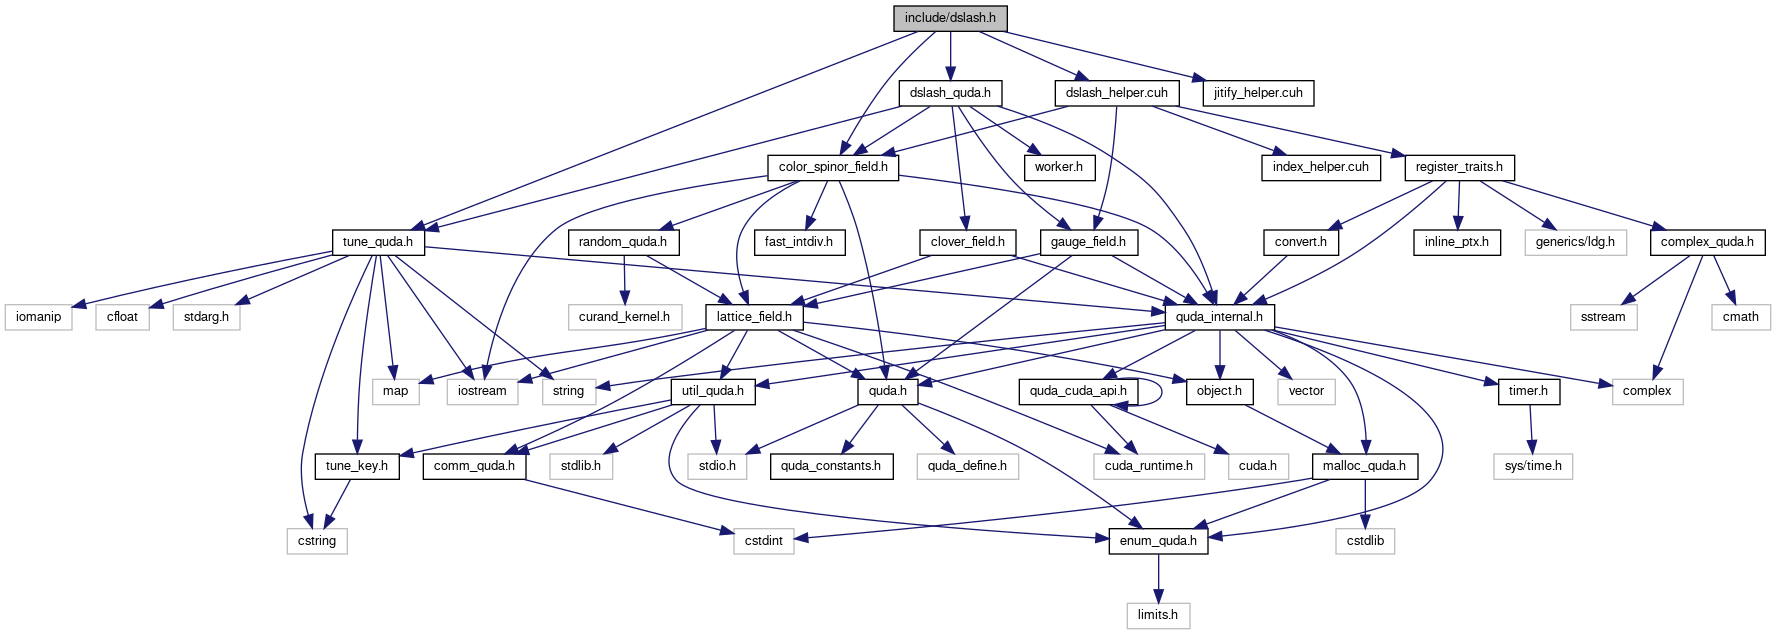 include/dslash.h
dslash_quda.h
dslash_helper.cuh
jitify_helper.cuh
color_spinor_field.h
worker.h
index_helper.cuh
register_traits.h
tune_quda.h
random_quda.h
fast_intdiv.h
clover_field.h
gauge_field.h
convert.h
inline_ptx.h
generics/ldg.h
complex_quda.h
iomanip
cfloat
stdarg.h
curand_kernel.h
lattice_field.h
quda_internal.h
sstream
cmath
map
iostream
string
util_quda.h
quda.h
quda_cuda_api.h
object.h
vector
timer.h
complex
tune_key.h
comm_quda.h
stdlib.h
stdio.h
quda_constants.h
quda_define.h
cuda_runtime.h
cuda.h
malloc_quda.h
sys/time.h
cstring
cstdint
enum_quda.h
cstdlib
limits.h